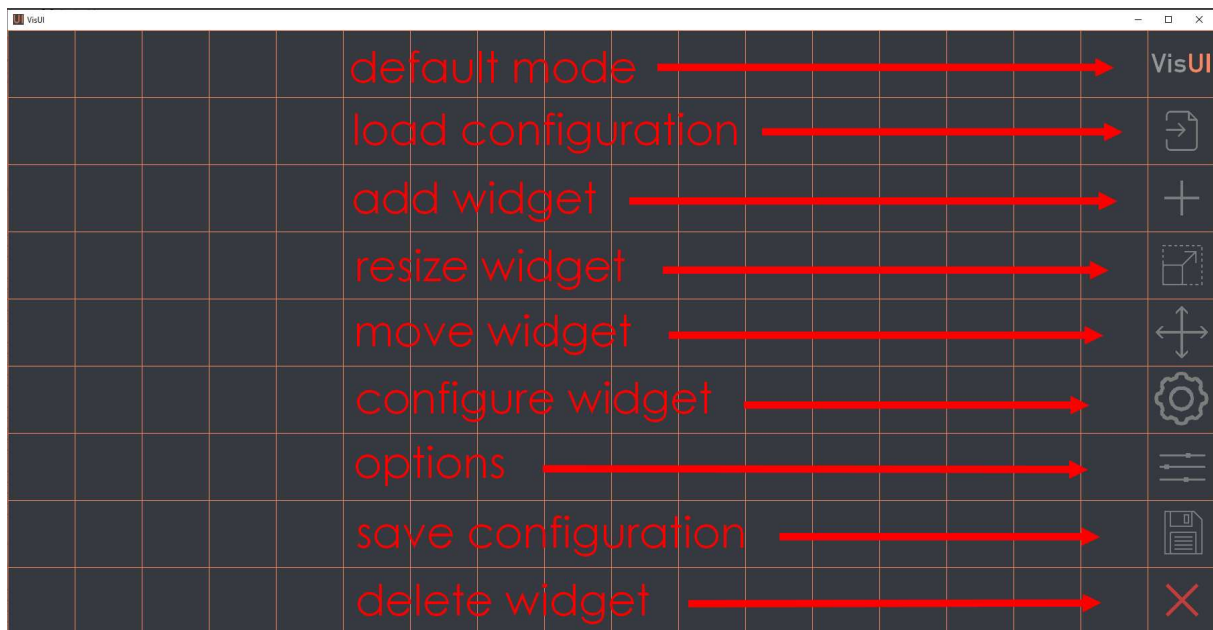 UI VisUI
default mode VisUI
load configuration
add widget
resize widget
move widget
configure widget
options
save configuration
delete widget